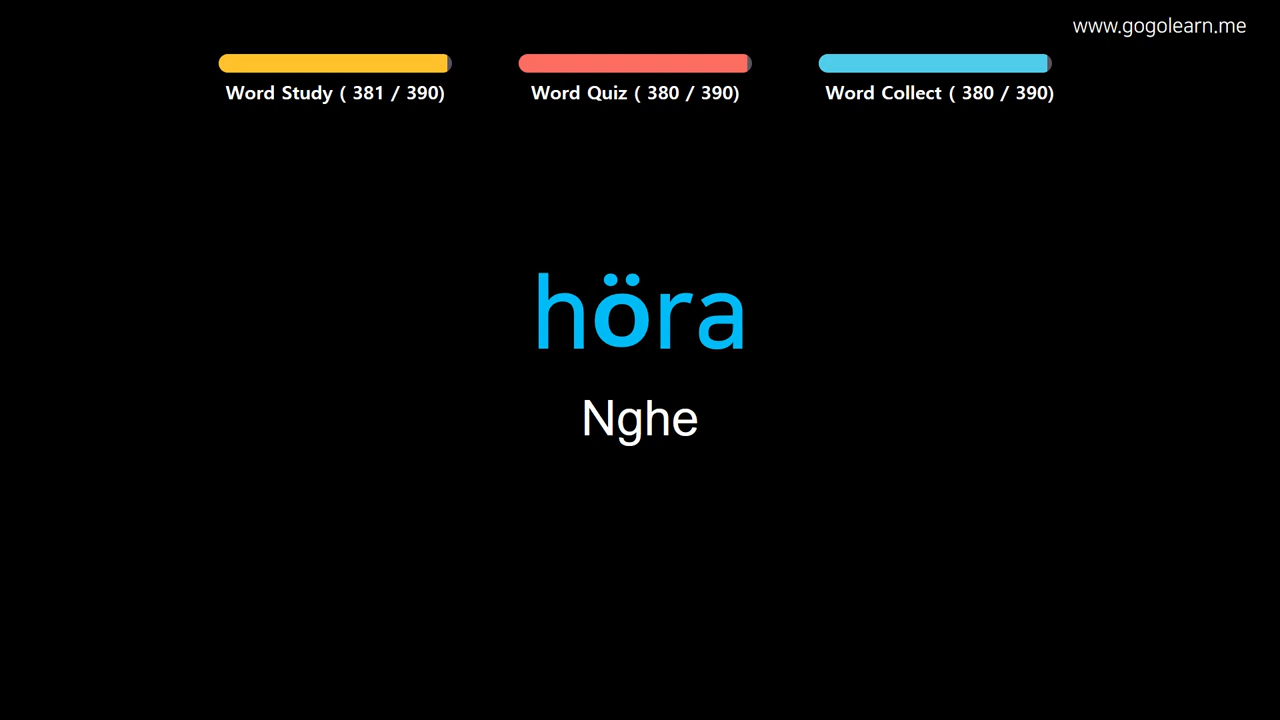 www.gogolearn.me
Word Study ( 381 / 390)
Word Quiz ( 380 / 390)
Word Collect ( 380 / 390)
höra
Nghe